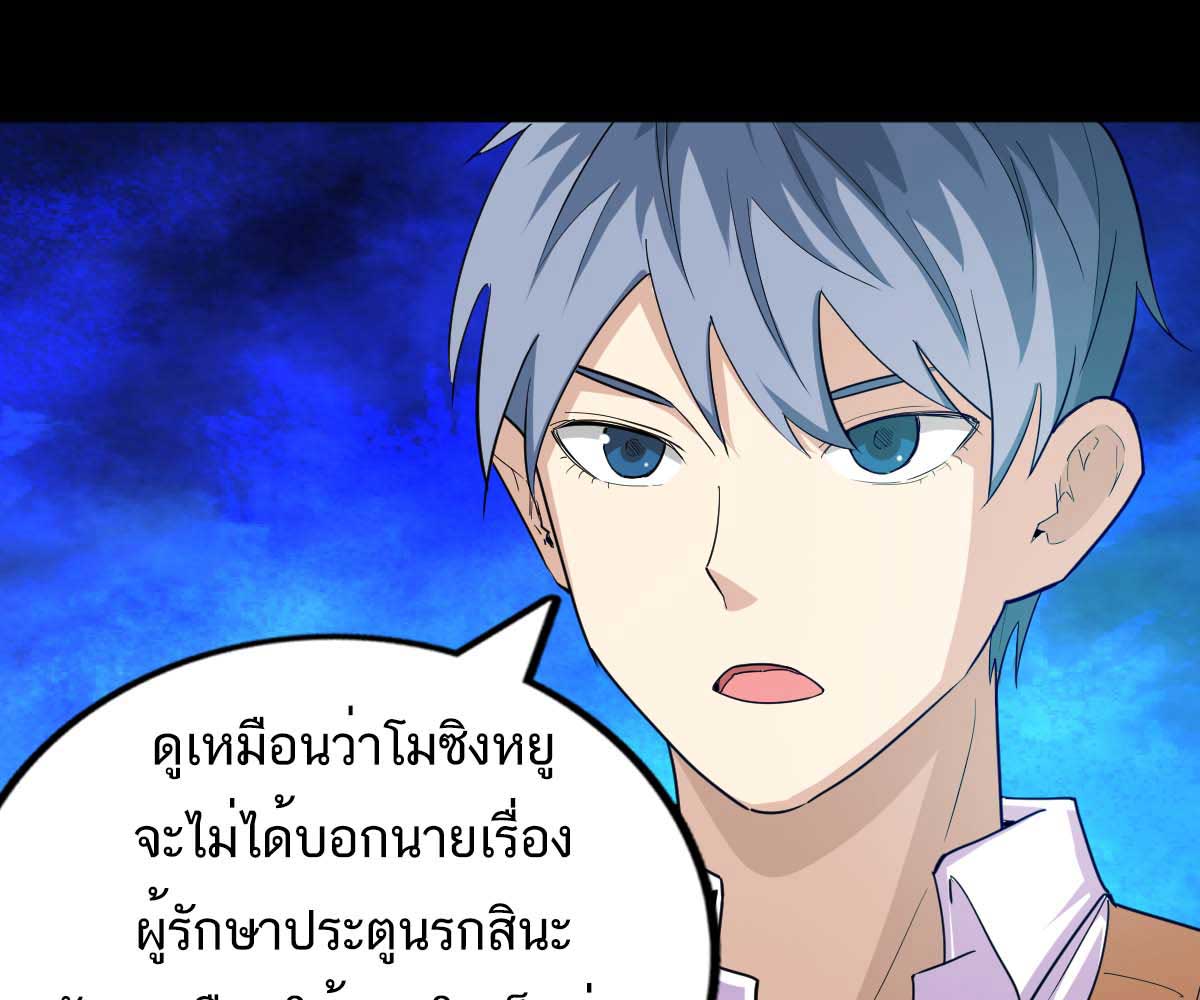 ดูเหมือนว่าโมซิงหยู
จะไม่ได้บอกนายเรื่อง
ผู้รักษาประตูนรกสินะ